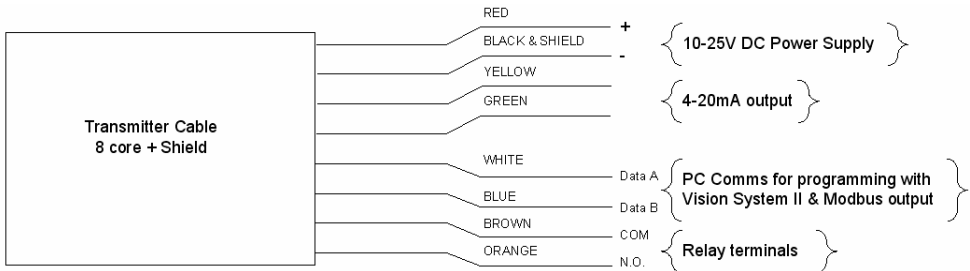 RED
+
BLACK & SHIELD
-
10-25V DC Power Supply
YELLOW
GREEN
4-20mA output
Transmitter Cable
8 core + Shield
WHITE
Data A
PC Comms for programming with
Vision System II & Modbus output
BLUE
Data B
BROWN
COM
ORANGE
N.O.
Relay terminals